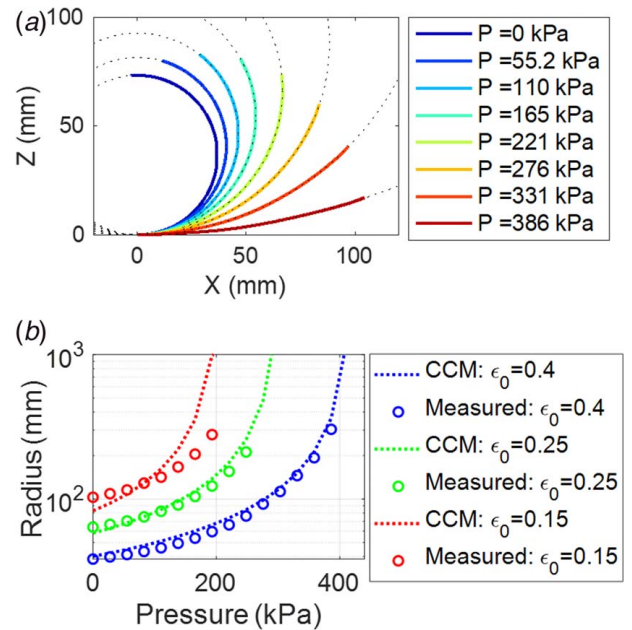 (a)
100
50
0
Z (mm)
0
50
100
X (mm)
P =0 kPa
P =55.2 kPa
P =110 kPa
P =165 kPa
P =221 kPa
P =276 kPa
P =331 kPa
P =386 kPa
(b)
10³
10²
Radius (mm)
0
200
400
Pressure (kPa)
CCM: ϵ₀=0.4
Measured: ϵ₀=0.4
CCM: ϵ₀=0.25
Measured: ϵ₀=0.25
CCM: ϵ₀=0.15
Measured: ϵ₀=0.15